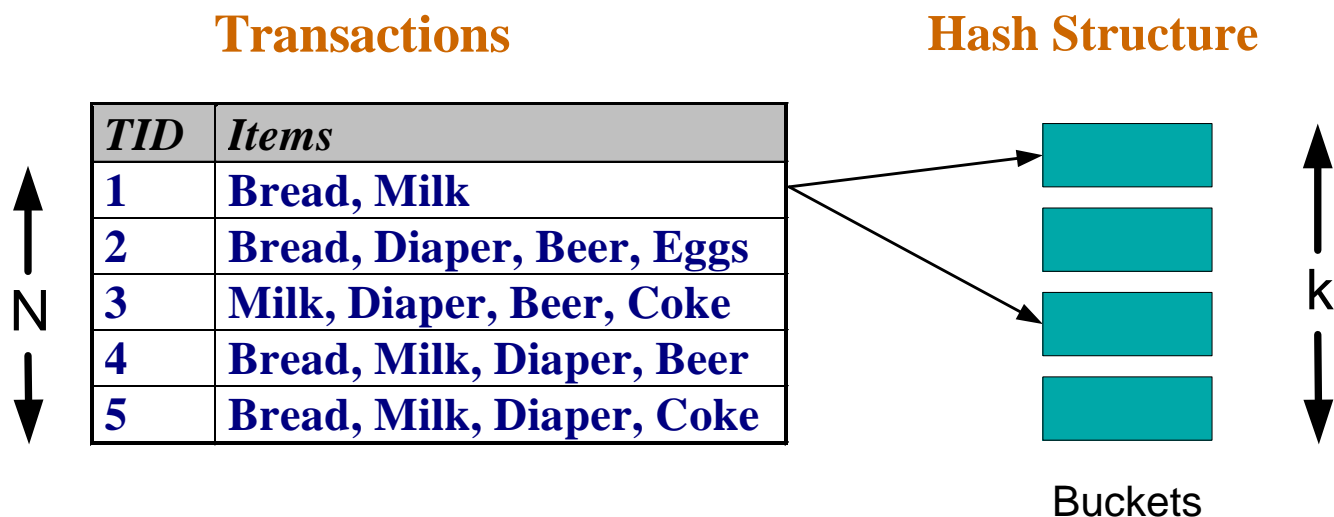 Transactions
Hash Structure
TID Items
1 Bread, Milk
2 Bread, Diaper, Beer, Eggs
3 Milk, Diaper, Beer, Coke
4 Bread, Milk, Diaper, Beer
5 Bread, Milk, Diaper, Coke
N
k
Buckets